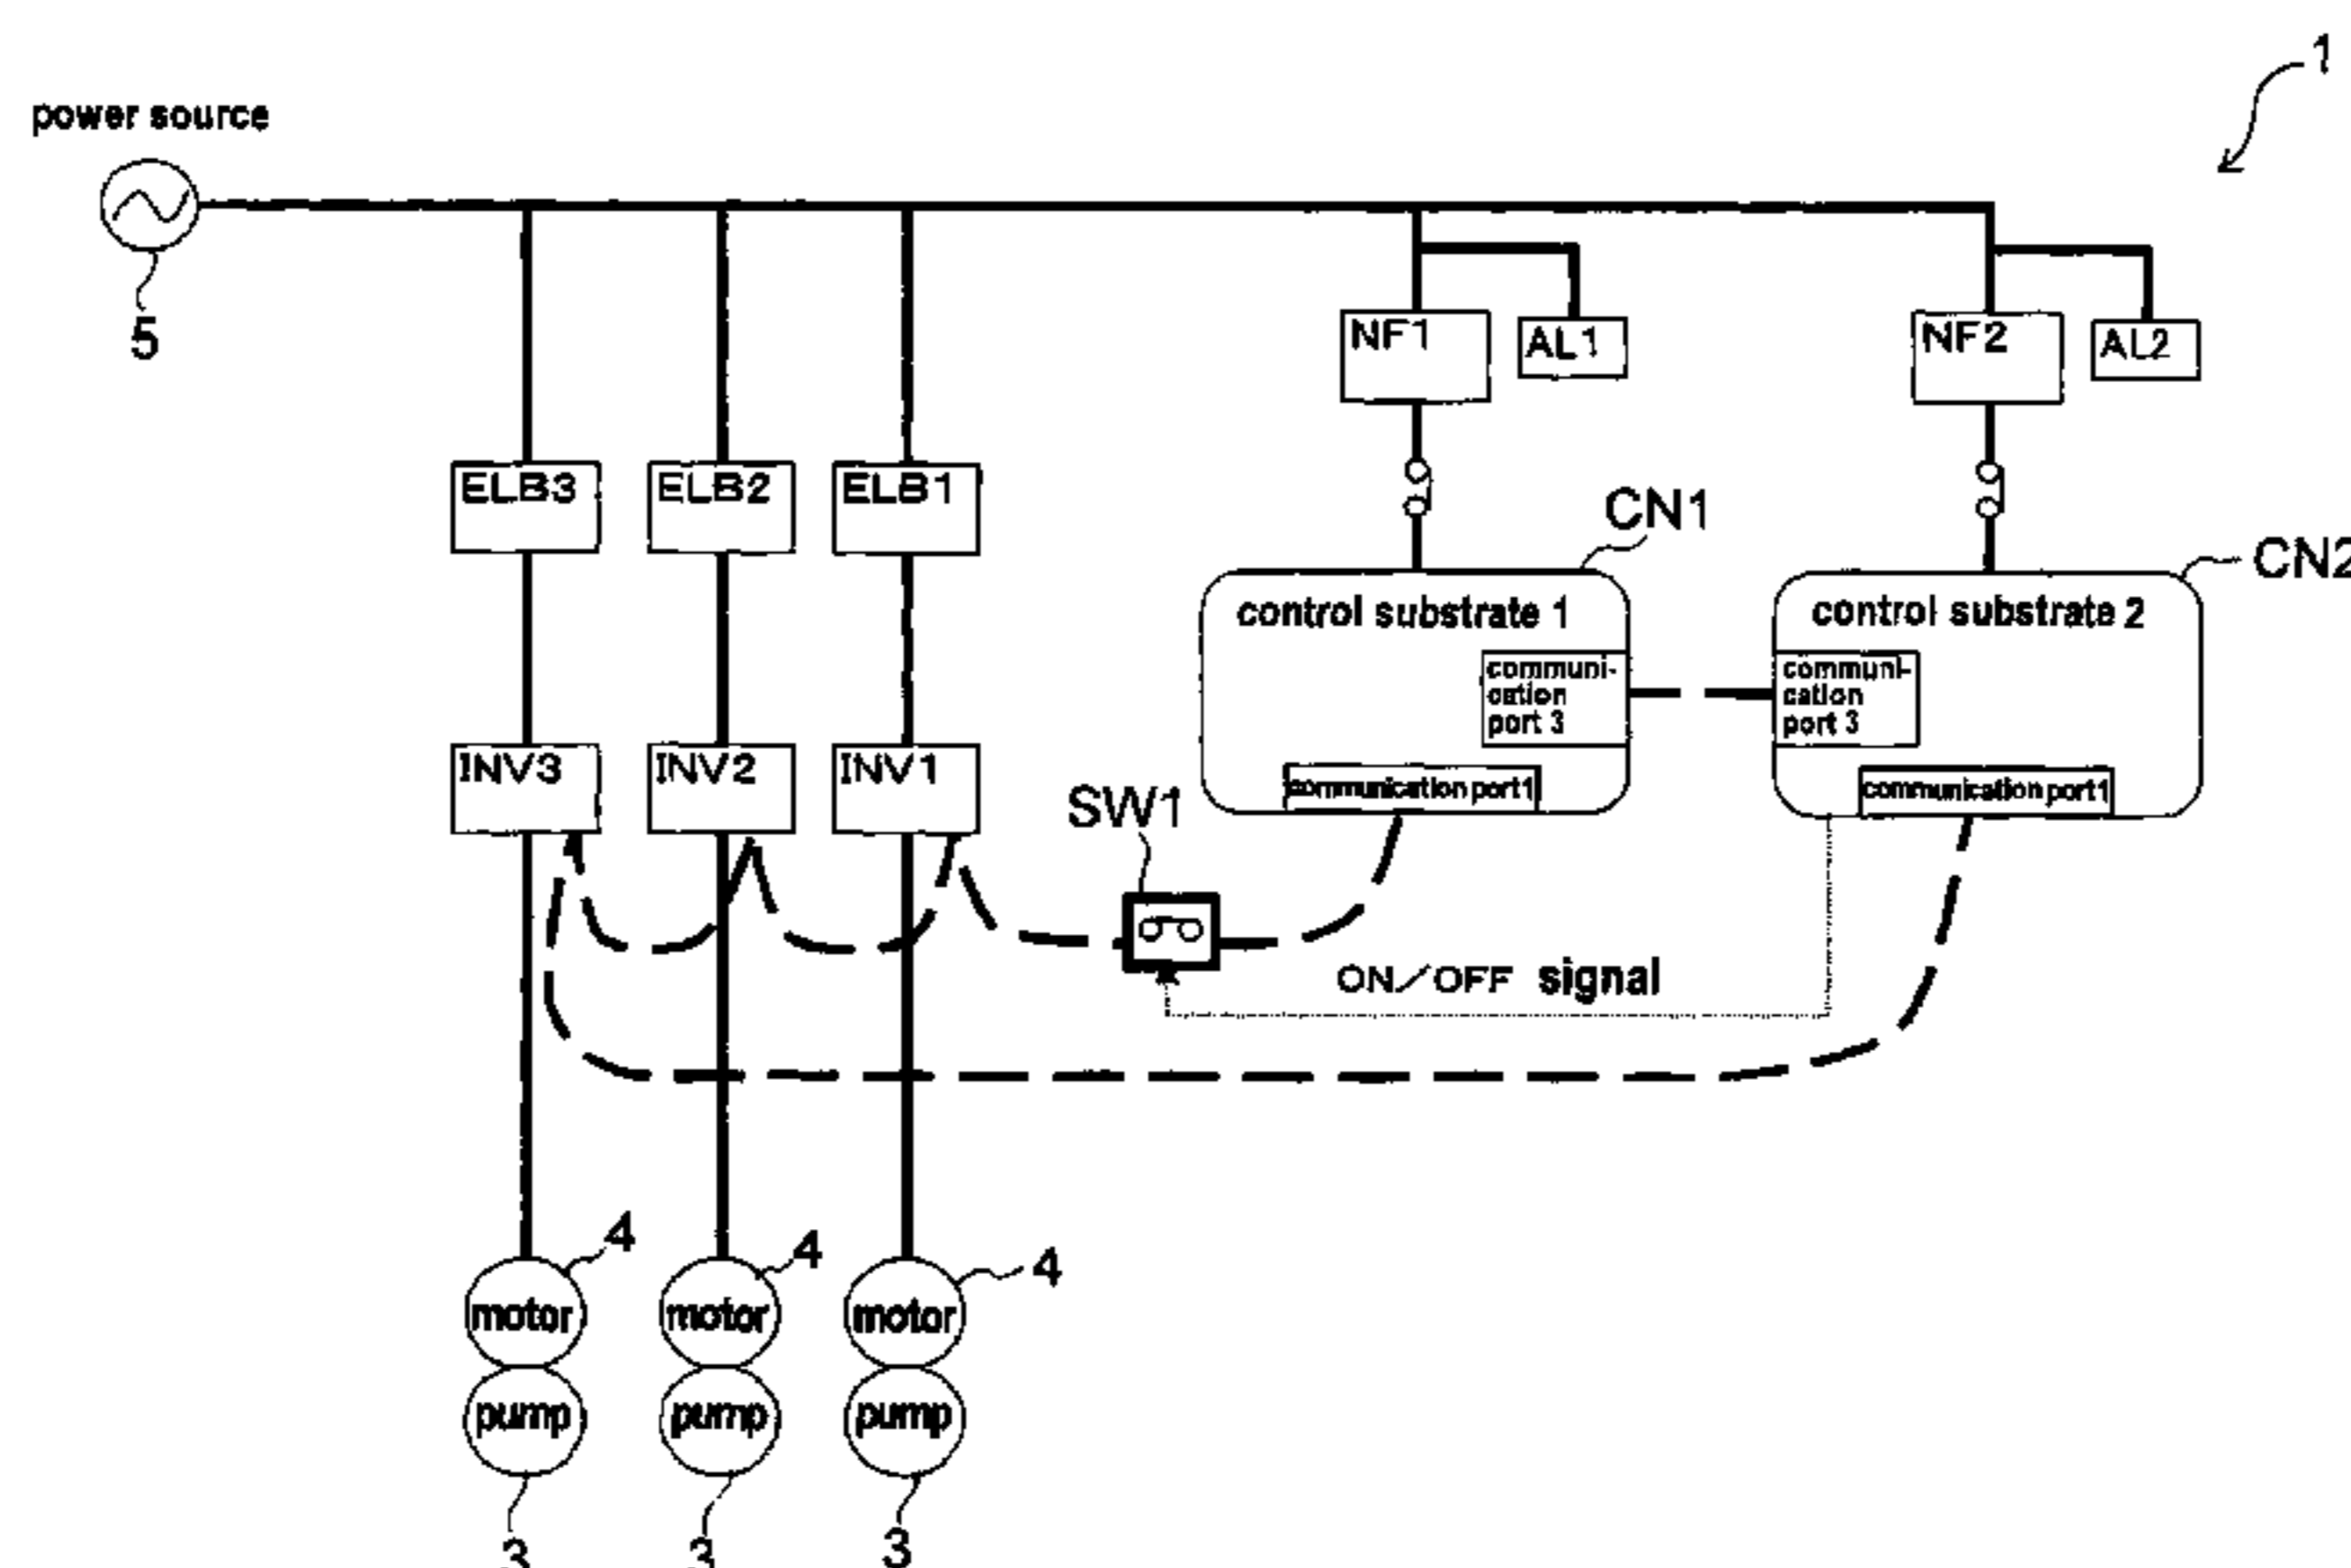 1
power source
5
NF1
AL1
NF2
AL2
ELB3
ELB2
ELB1
CN1
CN2
control substrate 1
control substrate 2
communi-
cation
port 3
communi-
cation
port 3
INV3
INV2
INV1
communication port1
communication port1
SW1
ON/OFF signal
4
4
4
motor
motor
motor
pump
pump
pump
3
3
3